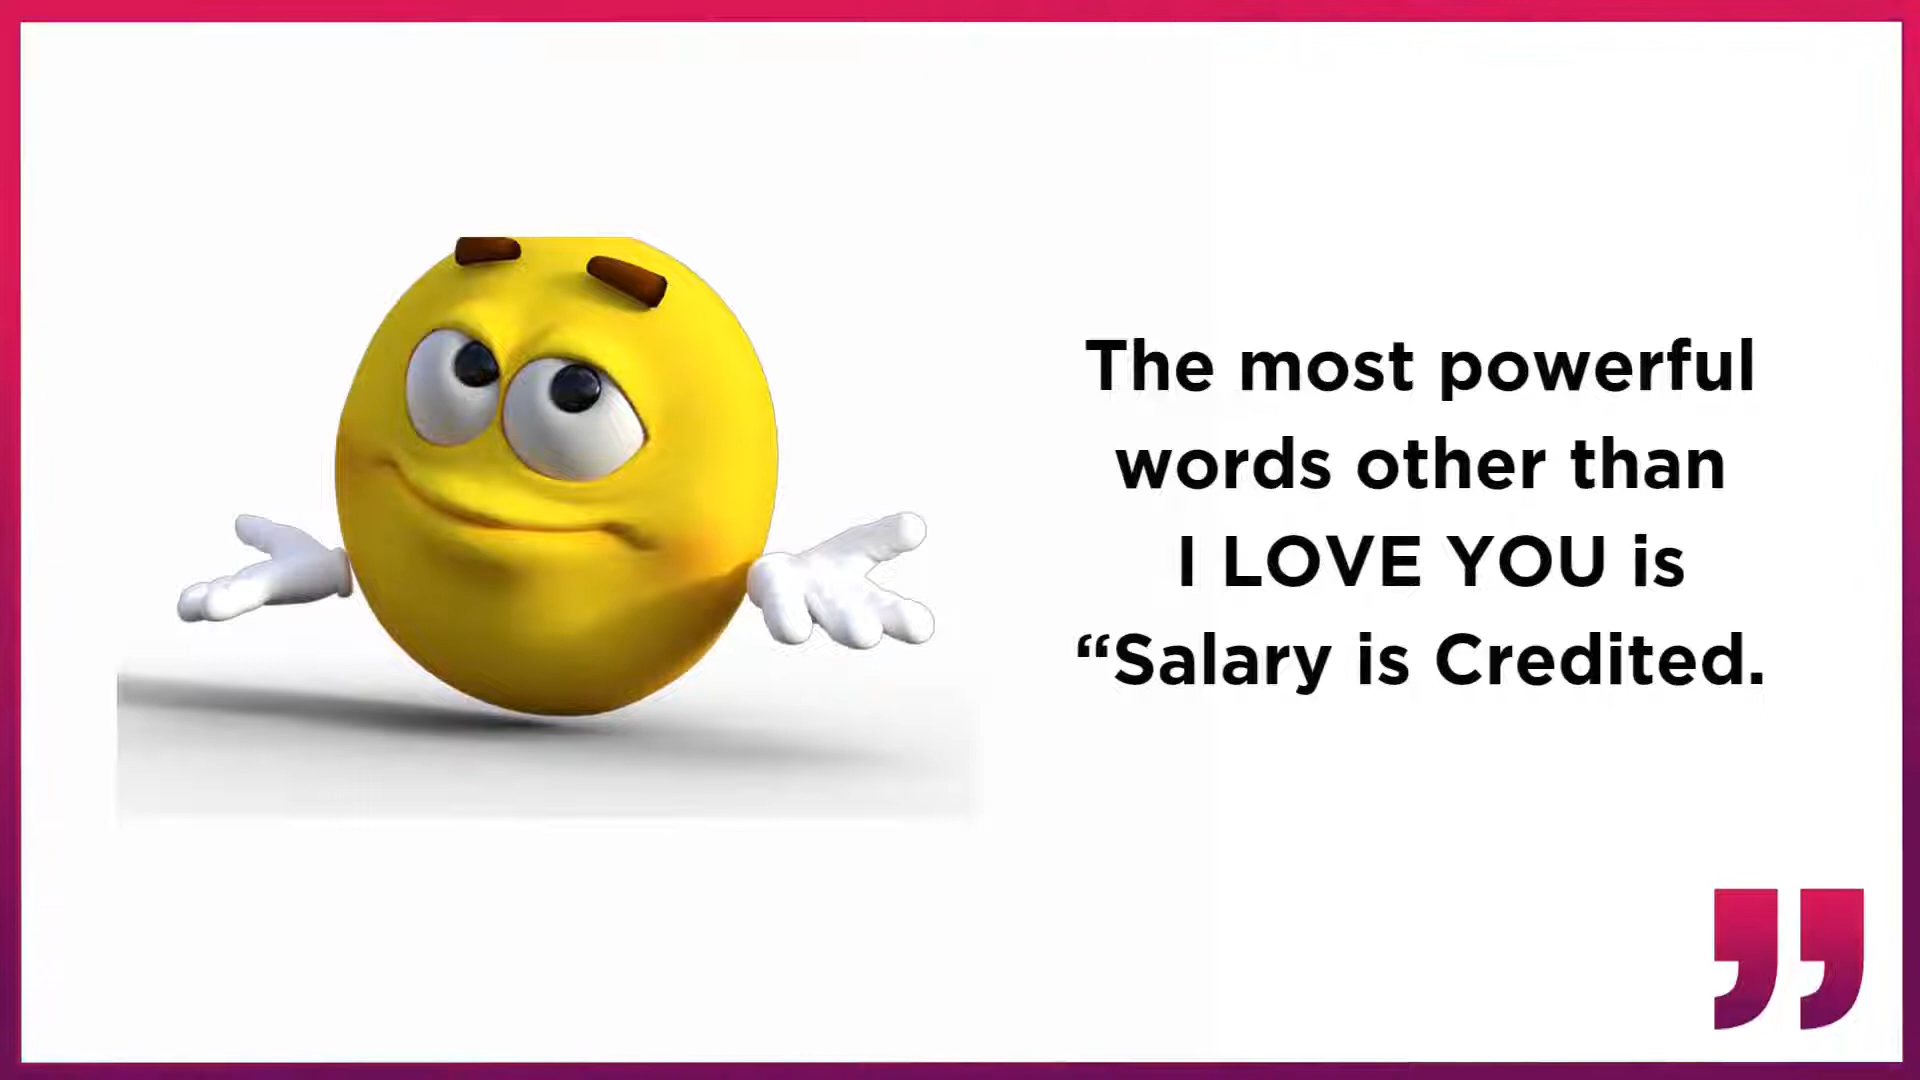 The most powerful
words other than
I LOVE YOU is
“Salary is Credited.